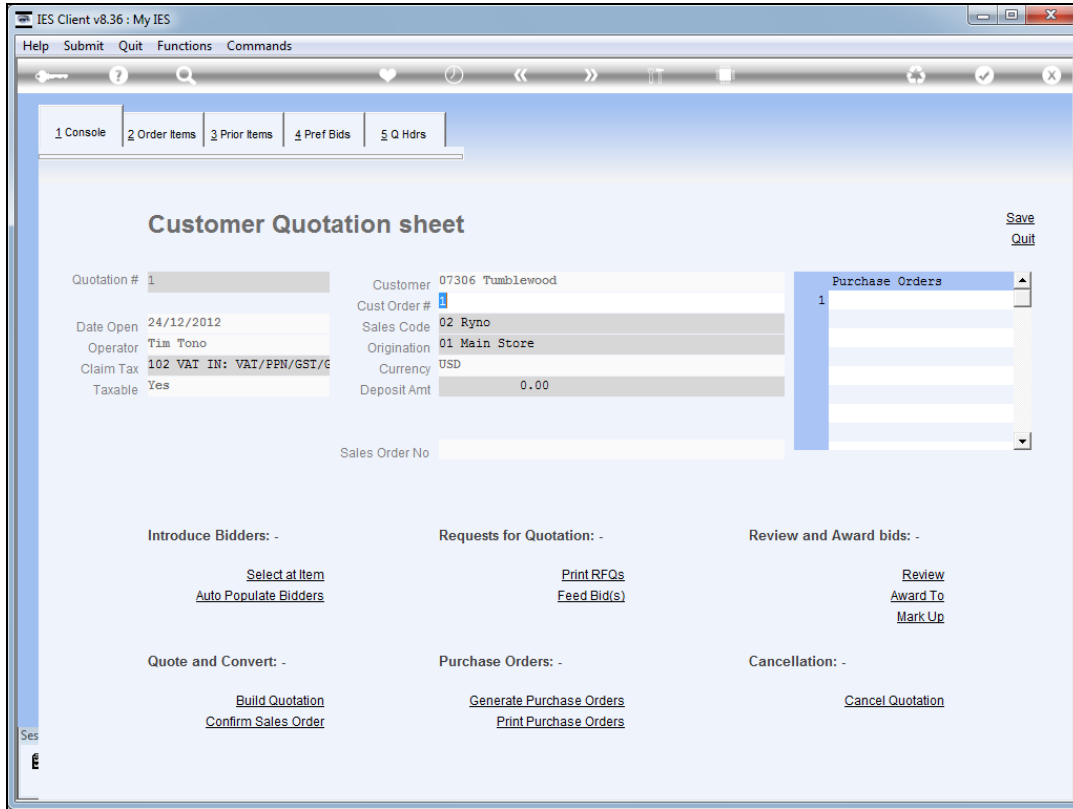 IES Client v8.36 : My IES
Help Submit Quit Functions Commands
1 Console 2 Order Items 3 Prior Items 4 Pref Bids 5 Q Hdrs
Customer Quotation sheet
Save
Quit
Quotation # 1
Date Open 24/12/2012
Operator Tim Tono
Claim Tax 102 VAT IN: VAT/PPN/GST/G
Taxable Yes
Customer 07306 Tumblewood
Cust Order # 1
Sales Code 02 Ryno
Origination 01 Main Store
Currency USD
Deposit Amt 0.00
Sales Order No
Purchase Orders
1
Introduce Bidders: -
Select at Item
Auto Populate Bidders
Requests for Quotation: -
Print RFQs
Feed Bid(s)
Review and Award bids: -
Review
Award To
Mark Up
Quote and Convert: -
Build Quotation
Confirm Sales Order
Purchase Orders: -
Generate Purchase Orders
Print Purchase Orders
Cancellation: -
Cancel Quotation
Ses